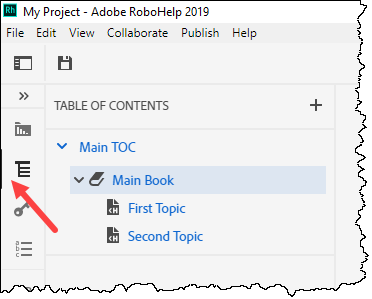 Rh My Project - Adobe RoboHelp 2019
File Edit View Collaborate Publish Help
TABLE OF CONTENTS
Main TOC
Main Book
First Topic
Second Topic